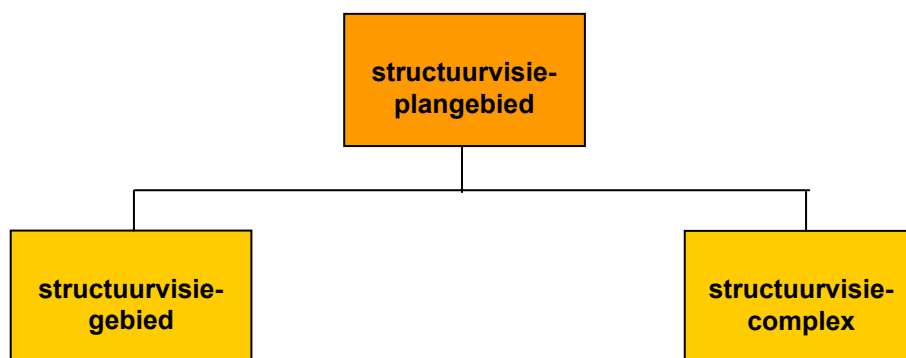 structuurvisie-
plangebied
structuurvisie-
gebied
structuurvisie-
complex